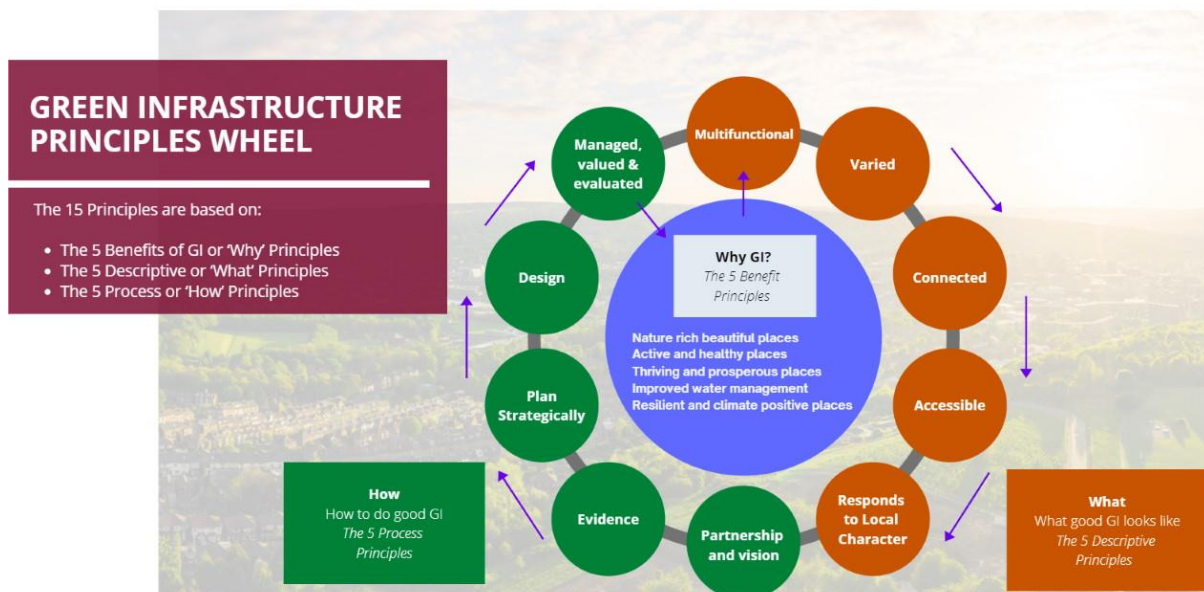 GREEN INFRASTRUCTURE
PRINCIPLES WHEEL
The 15 Principles are based on:
• The 5 Benefits of GI or ‘Why’ Principles
• The 5 Descriptive or ‘What’ Principles
• The 5 Process or ‘How’ Principles
Multifunctional
Varied
Connected
Accessible
Responds
to Local
Character
Partnership
and vision
Evidence
Plan
Strategically
Design
Managed,
valued &
evaluated
Why GI?
The 5 Benefit
Principles
Nature rich beautiful places
Active and healthy places
Thriving and prosperous places
Improved water management
Resilient and climate positive places
How
How to do good GI
The 5 Process
Principles
What
What good GI looks like
The 5 Descriptive
Principles